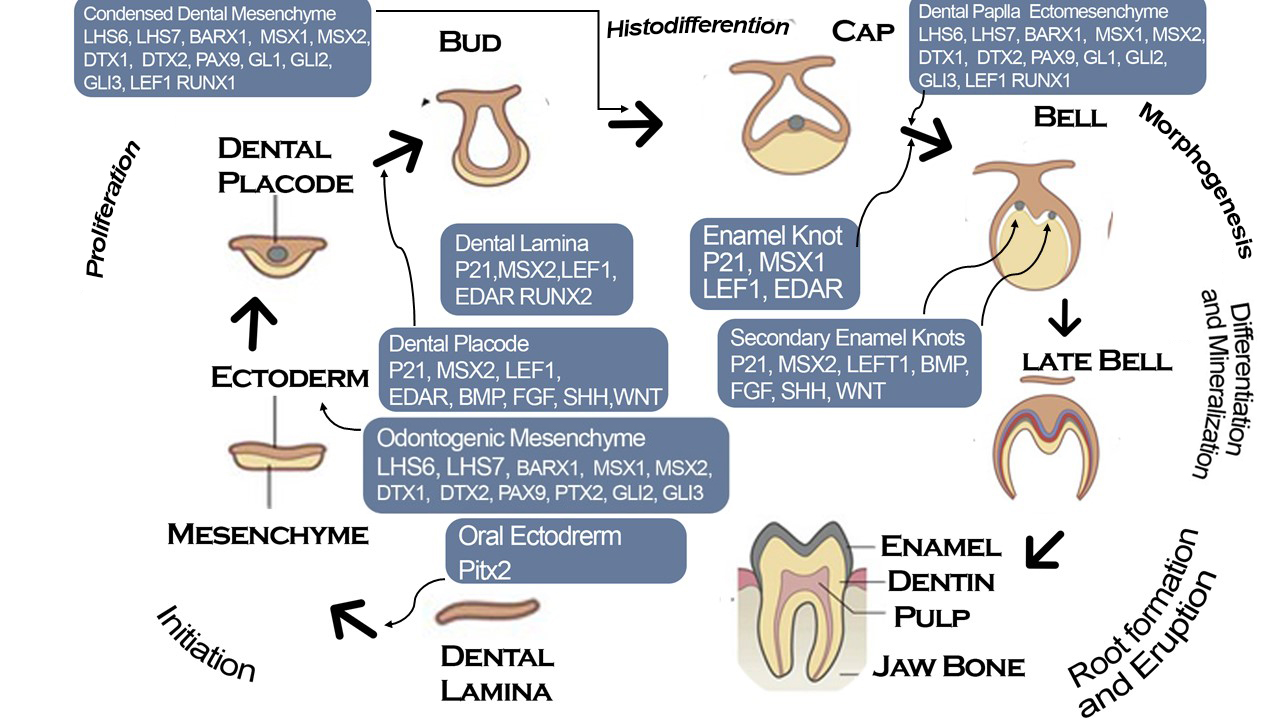 Condensed Dental Mesenchyme
LHS6, LHS7, BARX1, MSX1, MSX2,
DTX1, DTX2, PAX9, GL1, GLI2,
GLI3, LEF1 RUNX1
BUD
Histodifferention
CAP
Dental Paplla Ectomesenchyme
LHS6, LHS7, BARX1, MSX1, MSX2,
DTX1, DTX2, PAX9, GL1, GLI2,
GLI3, LEF1 RUNX1
BELL
Morphogenesis
Proliferation
DENTAL
PLACODE
Dental Lamina
P21,MSX2,LEF1,
EDAR RUNX2
Enamel Knot
P21, MSX1
LEF1, EDAR
Dental Placode
P21, MSX2, LEF1,
EDAR, BMP, FGF, SHH,WNT
Secondary Enamel Knots
P21, MSX2, LEFT1, BMP,
FGF, SHH, WNT
LATE BELL
Differentiation
and Mineralization
ECTODERM
Odontogenic Mesenchyme
LHS6, LHS7, BARX1, MSX1, MSX2,
DTX1, DTX2, PAX9, PTX2, GLI2, GLI3
MESENCHYME
Oral Ectodrerm
Pitx2
ENAMEL
DENTIN
PULP
JAW BONE
Root formation
and Eruption
Initiation
DENTAL
LAMINA